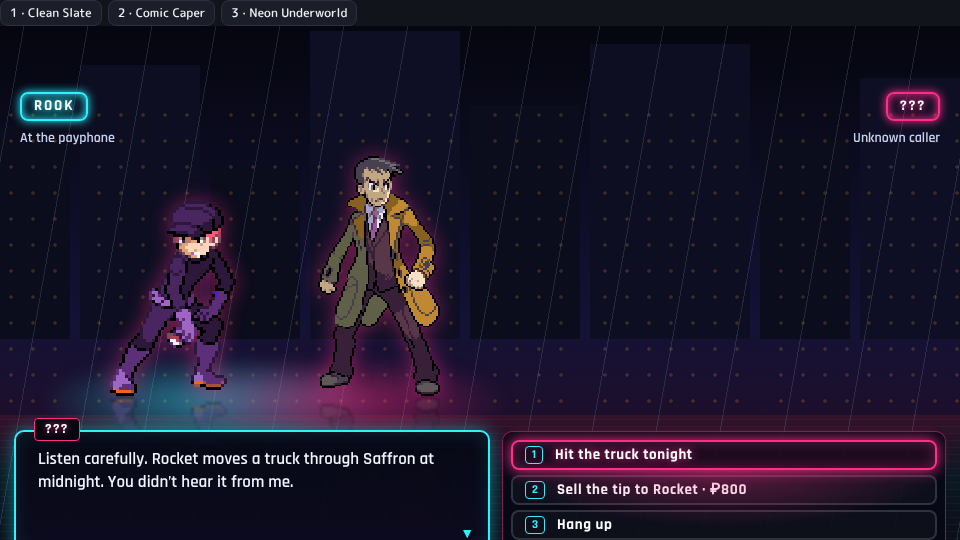 1 · Clean Slate
2 · Comic Caper
3 · Neon Underworld
ROOK
At the payphone
???
Unknown caller
???
Listen carefully. Rocket moves a truck through Saffron at
midnight. You didn't hear it from me.
▼
1 Hit the truck tonight
2 Sell the tip to Rocket · ₽800
3 Hang up